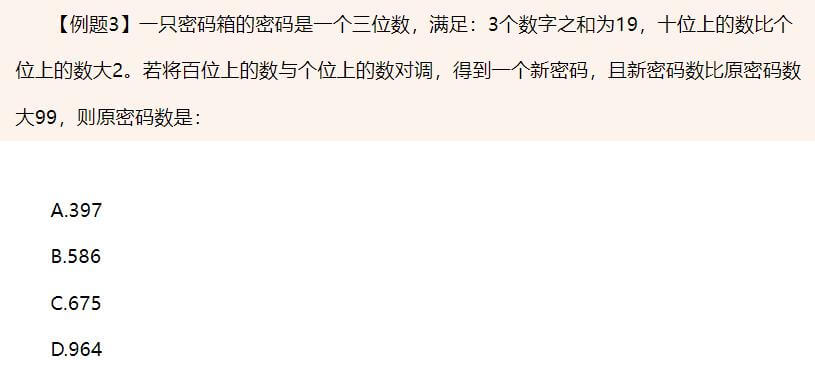 【例题3】一只密码箱的密码是一个三位数，满足：3个数字之和为19，十位上的数比个
位上的数大2。若将百位上的数与个位上的数对调，得到一个新密码，且新密码数比原密码数
大99，则原密码数是：
A.397
B.586
C.675
D.964